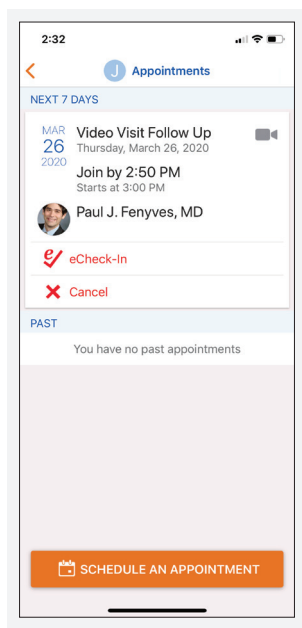 2:32
J Appointments
NEXT 7 DAYS
MAR
26
2020
Video Visit Follow Up
Thursday, March 26, 2020
Join by 2:50 PM
Starts at 3:00 PM
Paul J. Fenyves, MD
eCheck-In
Cancel
PAST
You have no past appointments
SCHEDULE AN APPOINTMENT